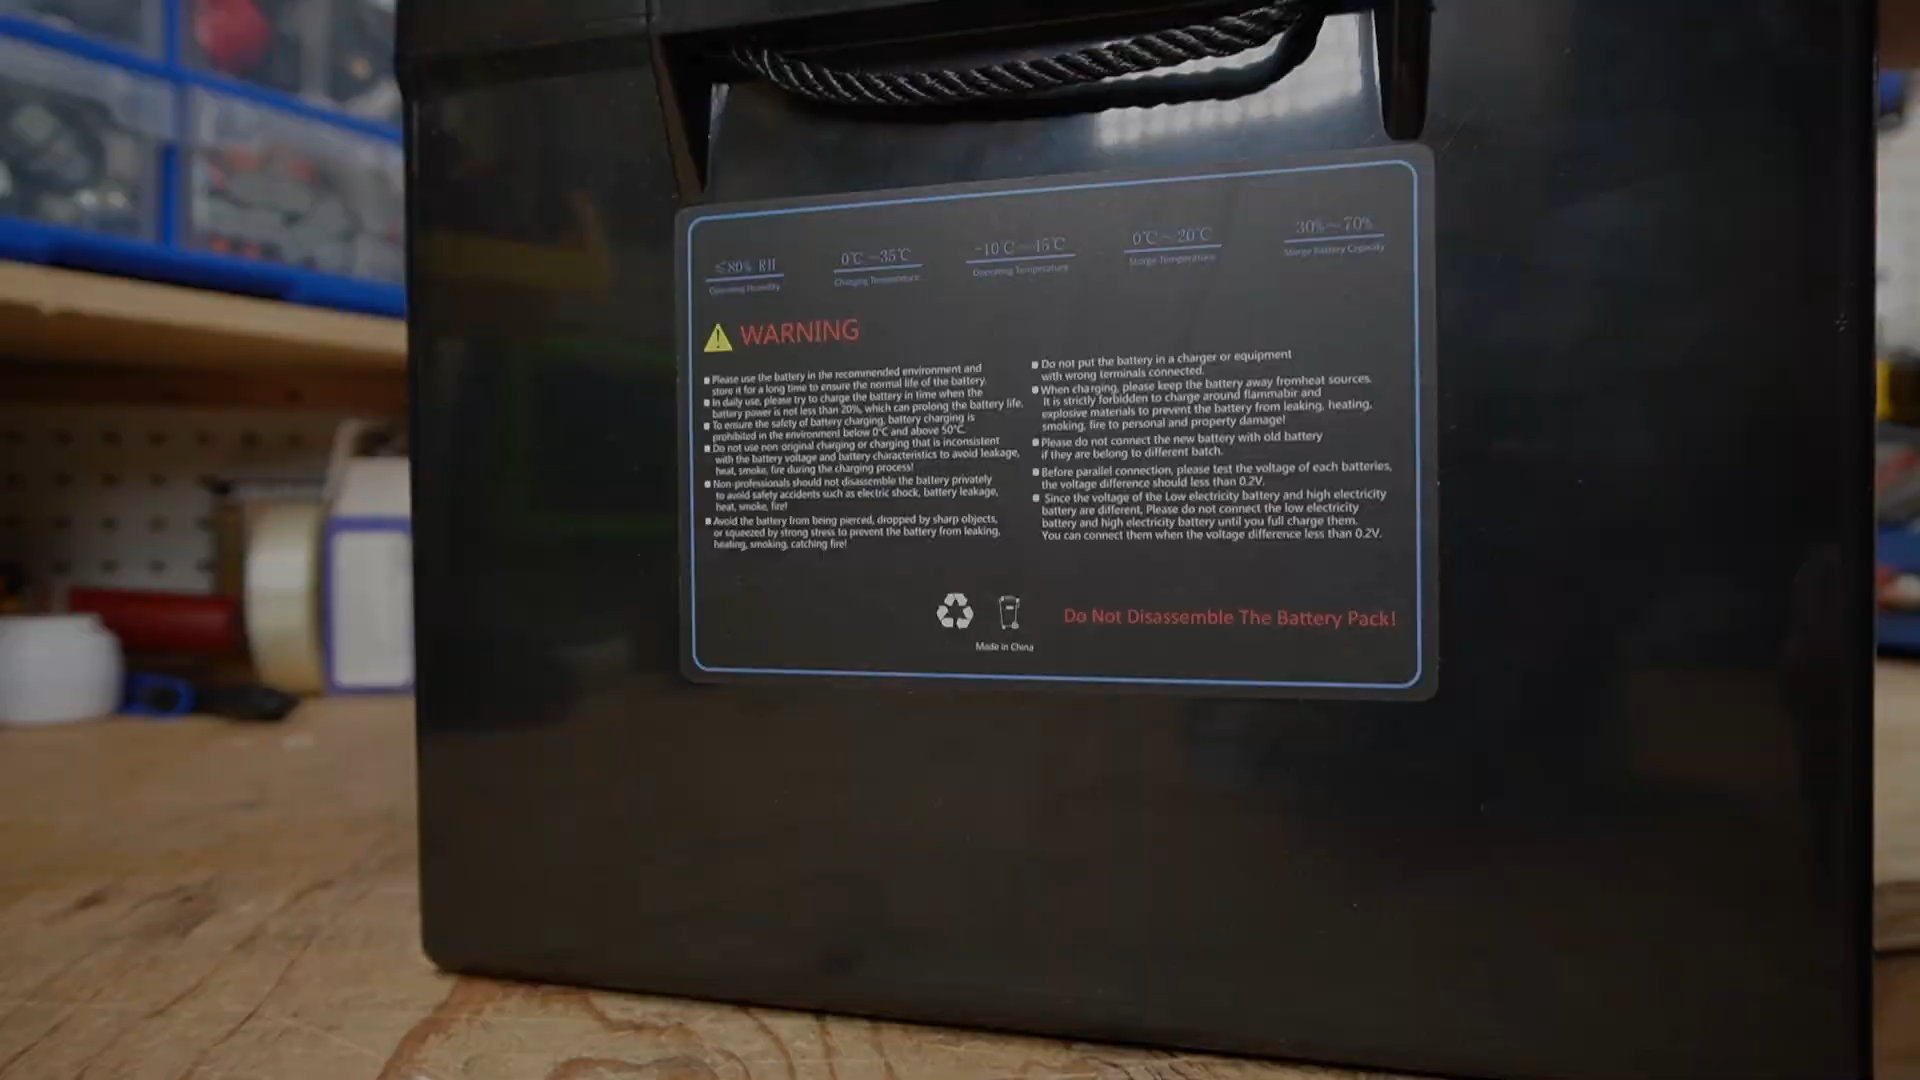 ≤80% RH
Operating Humidity
0℃~35℃
Charging Temperature
-10℃~45℃
Operating Temperature
0℃~20℃
Storge Temperature
30%~70%
Storge Battery Capacity
WARNING
Please use the battery in the recommended environment and
store it for a long time to ensure the normal life of the battery.
In daily use, please try to charge the battery in time when the
battary power is not less than 20%, which can prolong the battery life.
To ensure the safety of battery charging, battery charging is
prohibited in the environment below 0℃ and above 50℃.
Do not use non-original charging or charging that is inconsistent
with the battery voltage and battery characteristics to avoid leakage,
heat, smoke, fire during the charging process!
Non-professionals should not disassemble the battery privately
to avoid safety accidents such as electric shock, battery leakage,
heat, smoke, fire!
Avoid the battery from being pierced, dropped by sharp objects,
or squeezed by strong stress to prevent the battery from leaking,
heating, smoking, catching fire!
Do not put the battery in a charger or equipment
with wrong terminals connected.
When charging, please keep the battery away fromheat sources.
It is strictly forbidden to charge around flammabir and
explosive materials to prevent the battery from leaking, heating,
smoking, fire to personal and property damage!
Please do not connect the new battery with old battery
if they are belong to different batch.
Before parallel connection, please test the voltage of each batteries,
the voltage difference should less than 0.2V.
Since the voltage of the Low electricity battery and high electricity
battery are different, Please do not connect the low electricity
battery and high electricity battery until you full charge them.
You can connect them when the voltage difference less than 0.2V.
Do Not Disassemble The Battery Pack!
Made in China